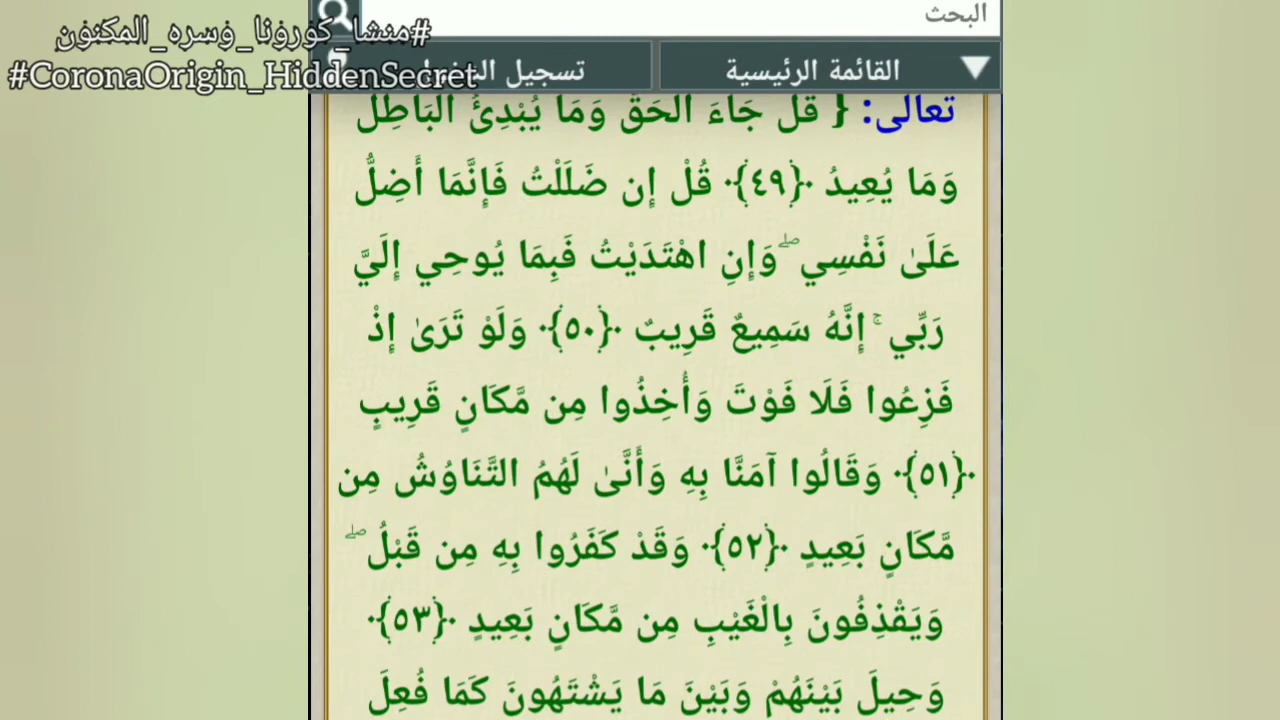 البحث
#منشا_كورونا_وسره_المكنون
#CoronaOrigin_HiddenSecret
القائمة الرئيسية
تسجيل
تعالى: { قُلْ جَاءَ الْحَقُّ وَمَا يُبْدِئُ الْبَاطِلُ
وَمَا يُعِيدُ ﴿٤٩﴾ قُلْ إِن ضَلَلْتُ فَإِنَّمَا أَضِلُّ
عَلَىٰ نَفْسِي ۖ وَإِنِ اهْتَدَيْتُ فَبِمَا يُوحِي إِلَيَّ
رَبِّي ۚ إِنَّهُ سَمِيعٌ قَرِيبٌ ﴿٥٠﴾ وَلَوْ تَرَىٰ إِذْ
فَزِعُوا فَلَا فَوْتَ وَأُخِذُوا مِن مَّكَانٍ قَرِيبٍ
﴿٥١﴾ وَقَالُوا آمَنَّا بِهِ وَأَنَّىٰ لَهُمُ التَّنَاوُشُ مِن
مَّكَانٍ بَعِيدٍ ﴿٥٢﴾ وَقَدْ كَفَرُوا بِهِ مِن قَبْلُ ۖ
وَيَقْذِفُونَ بِالْغَيْبِ مِن مَّكَانٍ بَعِيدٍ ﴿٥٣﴾
وَحِيلَ بَيْنَهُمْ وَبَيْنَ مَا يَشْتَهُونَ كَمَا فُعِلَ